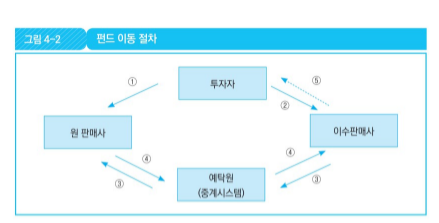 그림 4-2 펀드 이동 절차
① 투자자 ⑤
②
원 판매사 이수판매사
④ ④
③ 예탁원 ③
(중계시스템)